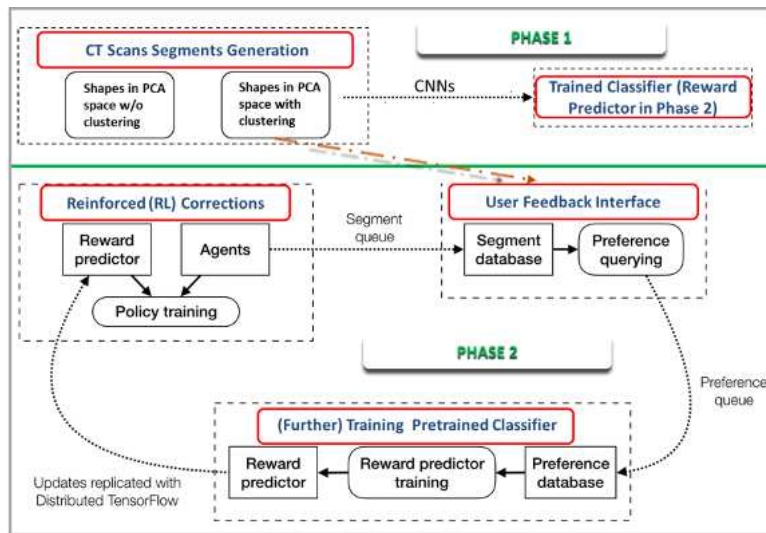 PHASE 1
CT Scans Segments Generation
Shapes in PCA
space w/o
clustering
Shapes in PCA
space with
clustering
CNNs
Trained Classifier (Reward
Predictor in Phase 2)
Reinforced (RL) Corrections
Reward
predictor
Agents
Policy training
Segment
queue
User Feedback Interface
Segment
database
Preference
querying
PHASE 2
Preference
queue
(Further) Training Pretrained Classifier
Reward
predictor
Reward predictor
training
Preference
database
Updates replicated with
Distributed TensorFlow